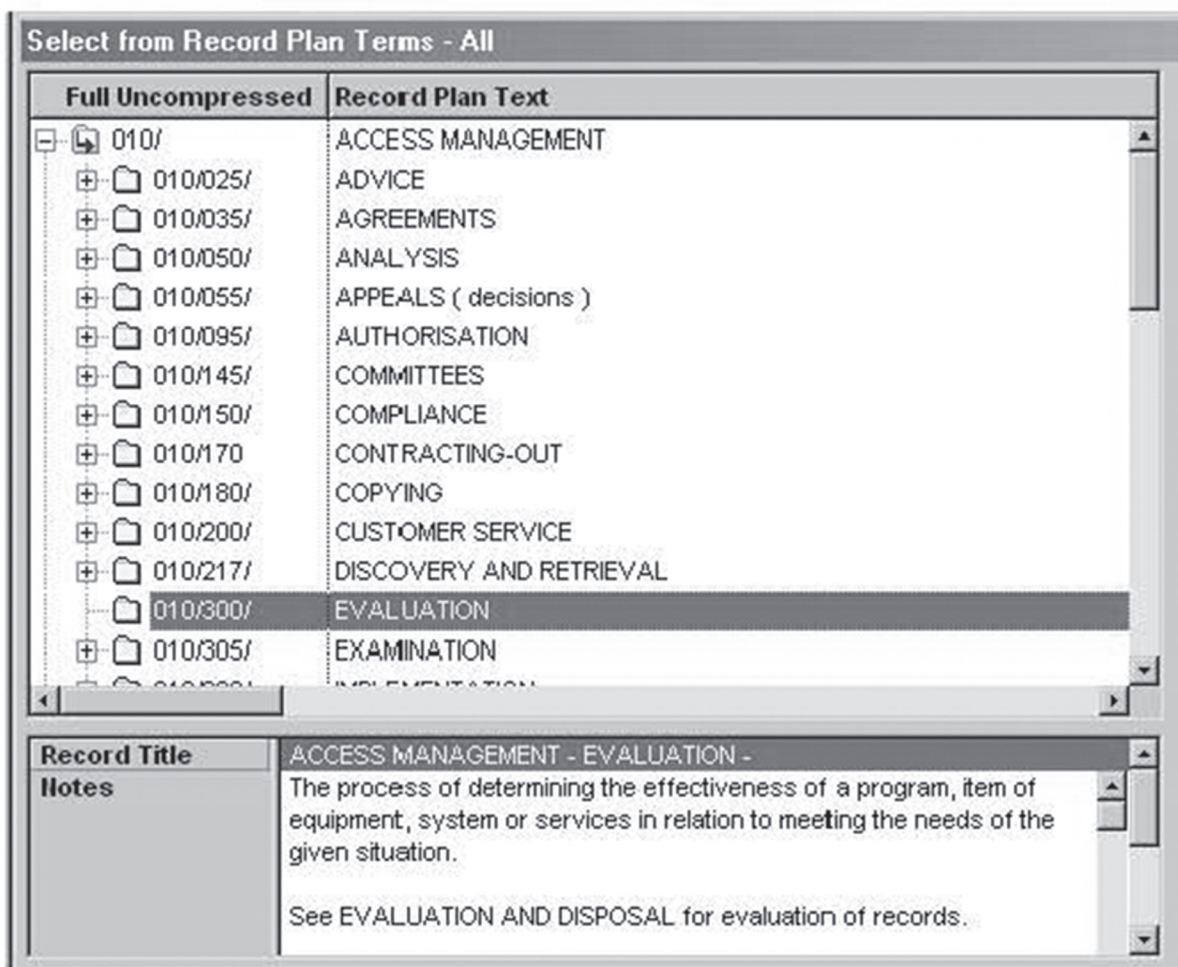 Select from Record Plan Terms - All
Full Uncompressed Record Plan Text
010/ ACCESS MANAGEMENT
010/025/ ADVICE
010/035/ AGREEMENTS
010/050/ ANALYSIS
010/055/ APPEALS ( decisions )
010/095/ AUTHORISATION
010/145/ COMMITTEES
010/150/ COMPLIANCE
010/170 CONTRACTING-OUT
010/180/ COPYING
010/200/ CUSTOMER SERVICE
010/217/ DISCOVERY AND RETRIEVAL
010/300/ EVALUATION
010/305/ EXAMINATION
IMPLEMENTATION
Record Title ACCESS MANAGEMENT - EVALUATION -
Notes The process of determining the effectiveness of a program, item of
equipment, system or services in relation to meeting the needs of the
given situation.
See EVALUATION AND DISPOSAL for evaluation of records.